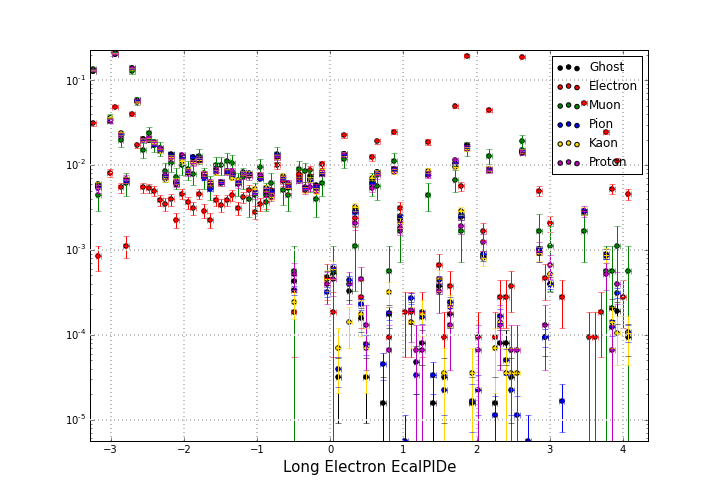 Ghost
Electron
Muon
Pion
Kaon
Proton
10⁻¹
10⁻²
10⁻³
10⁻⁴
10⁻⁵
−3 −2 −1 0 1 2 3 4
Long Electron EcalPIDe